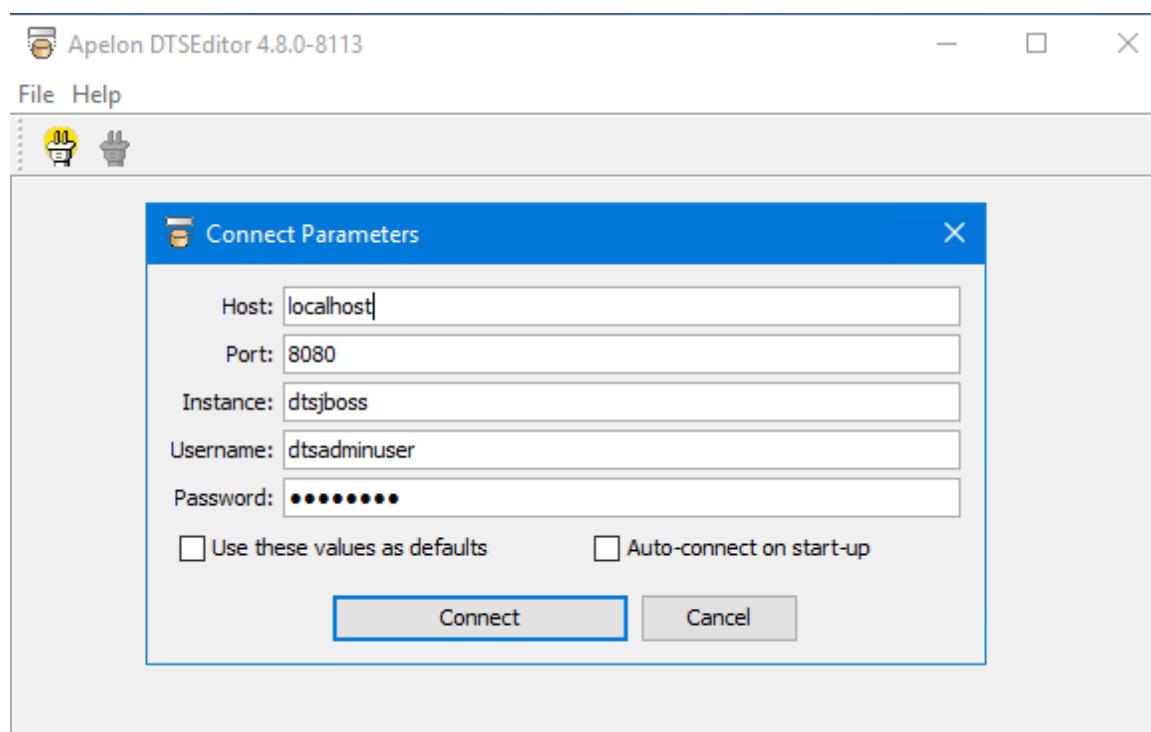 Apelon DTSEditor 4.8.0-8113
File Help
Connect Parameters
Host: localhost
Port: 8080
Instance: dtsjboss
Username: dtsadminuser
Password: ●●●●●●●●
Use these values as defaults Auto-connect on start-up
Connect Cancel